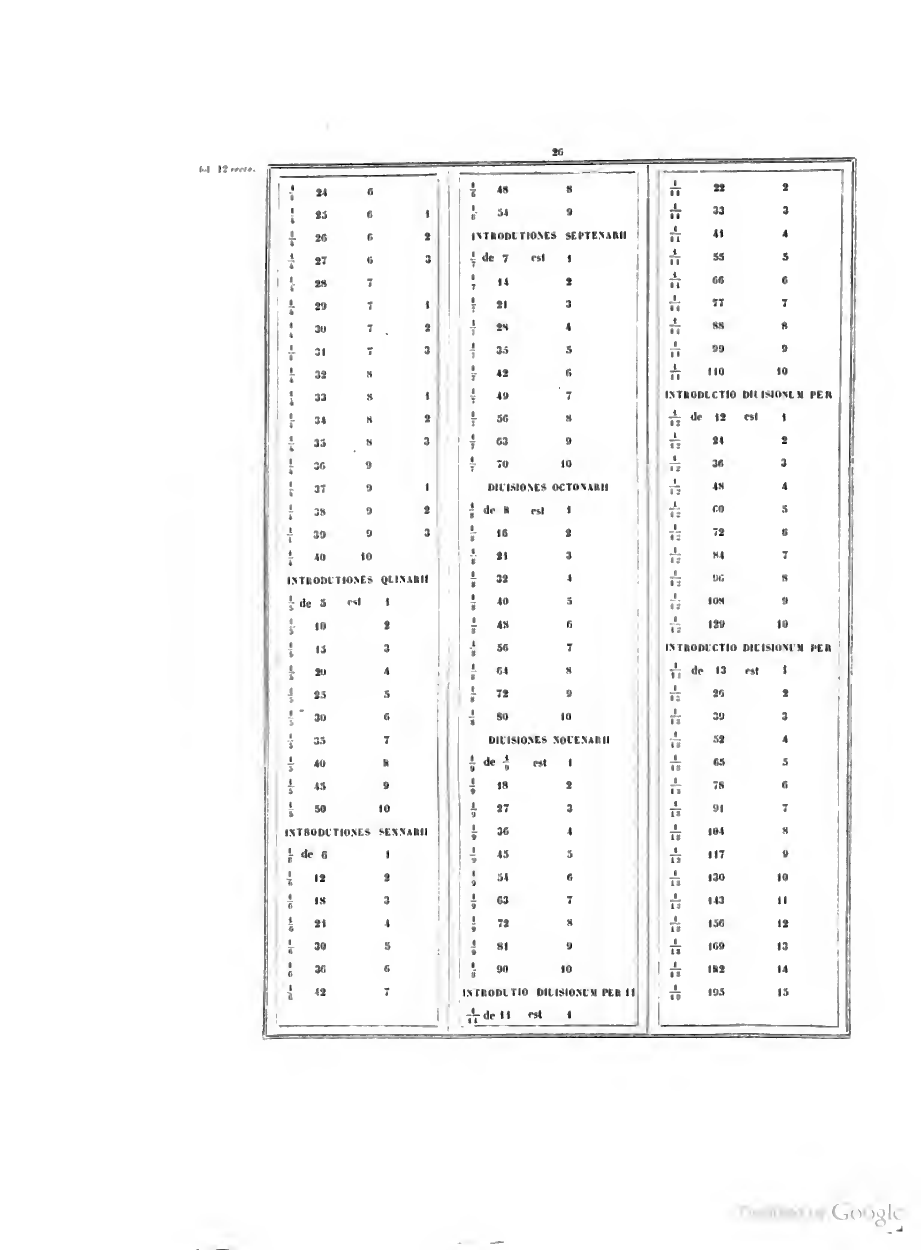 26
fol. 12 recto.
1/4 24 6
1/4 25 6 1
1/4 26 6 2
1/4 27 6 3
1/4 28 7
1/4 29 7 1
1/4 30 7 2
1/4 31 7 3
1/4 32 8
1/4 33 8 1
1/4 34 8 2
1/4 35 8 3
1/4 36 9
1/4 37 9 1
1/4 38 9 2
1/4 39 9 3
1/4 40 10
INTRODUTIONES QUINARII
1/5 de 5 est 1
1/5 10 2
1/5 15 3
1/5 20 4
1/5 25 5
1/5 30 6
1/5 35 7
1/5 40 8
1/5 45 9
1/5 50 10
INTRODUTIONES SENNARII
1/6 de 6 1
1/6 12 2
1/6 18 3
1/6 24 4
1/6 30 5
1/6 36 6
1/6 42 7
1/6 48 8
1/6 54 9
INTRODUTIONES SEPTENARII
1/7 de 7 est 1
1/7 14 2
1/7 21 3
1/7 28 4
1/7 35 5
1/7 42 6
1/7 49 7
1/7 56 8
1/7 63 9
1/7 70 10
DIUISIONES OCTONARII
1/8 de 8 est 1
1/8 16 2
1/8 24 3
1/8 32 4
1/8 40 5
1/8 48 6
1/8 56 7
1/8 64 8
1/8 72 9
1/8 80 10
DIUISIONES NOUENARII
1/9 de 1/9 est 1
1/9 18 2
1/9 27 3
1/9 36 4
1/9 45 5
1/9 54 6
1/9 63 7
1/9 72 8
1/9 81 9
1/9 90 10
INTRODUTIO DIUISIONUM PER 11
1/11 de 11 est 1
1/11 22 2
1/11 33 3
1/11 44 4
1/11 55 5
1/11 66 6
1/11 77 7
1/11 88 8
1/11 99 9
1/11 110 10
INTRODUCTIO DIUISIONUM PER
1/12 de 12 est 1
1/12 24 2
1/12 36 3
1/12 48 4
1/12 60 5
1/12 72 6
1/12 84 7
1/12 96 8
1/12 108 9
1/12 120 10
INTRODUCTIO DIUISIONUM PER
1/13 de 13 est 1
1/13 26 2
1/13 39 3
1/13 52 4
1/13 65 5
1/13 78 6
1/13 91 7
1/13 104 8
1/13 117 9
1/13 130 10
1/13 143 11
1/13 156 12
1/13 169 13
1/13 182 14
1/13 195 15
Digitized by Google